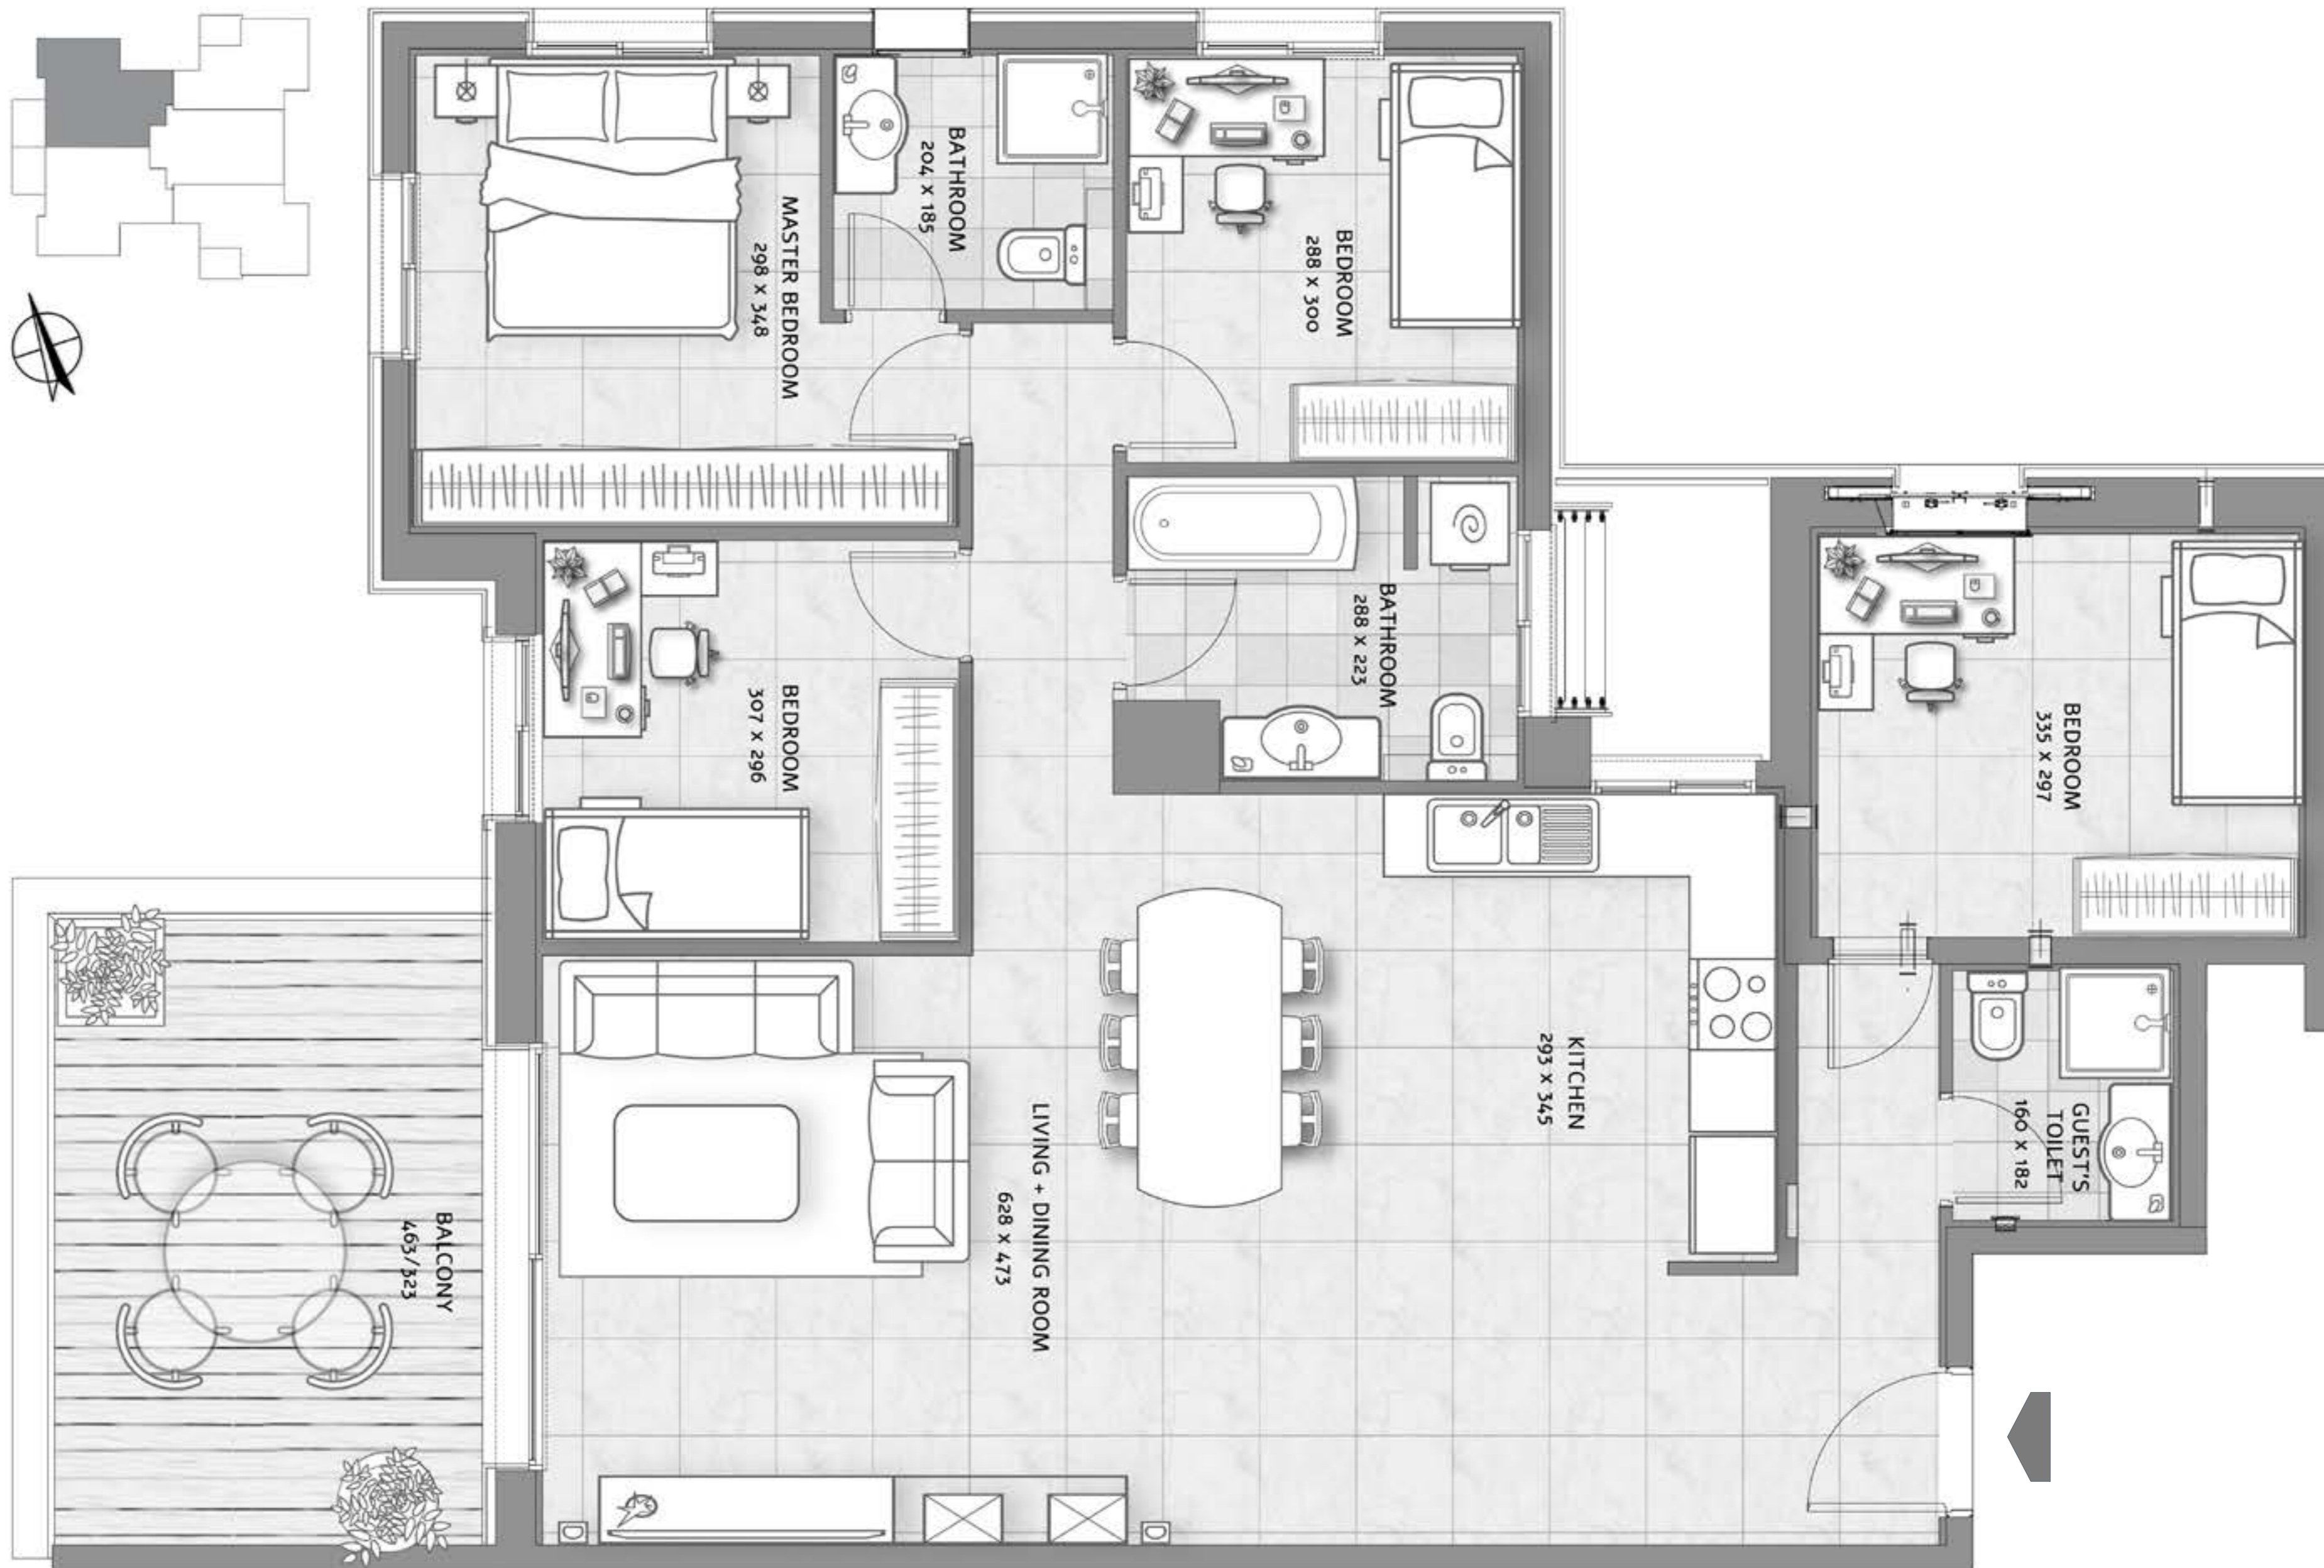 MASTER BEDROOM
298 X 348
BATHROOM
204 X 185
BEDROOM
288 X 300
BATHROOM
288 X 223
BEDROOM
307 X 296
BEDROOM
335 X 297
KITCHEN
293 X 345
GUEST'S
TOILET
160 X 182
LIVING + DINING ROOM
628 X 473
BALCONY
463/323